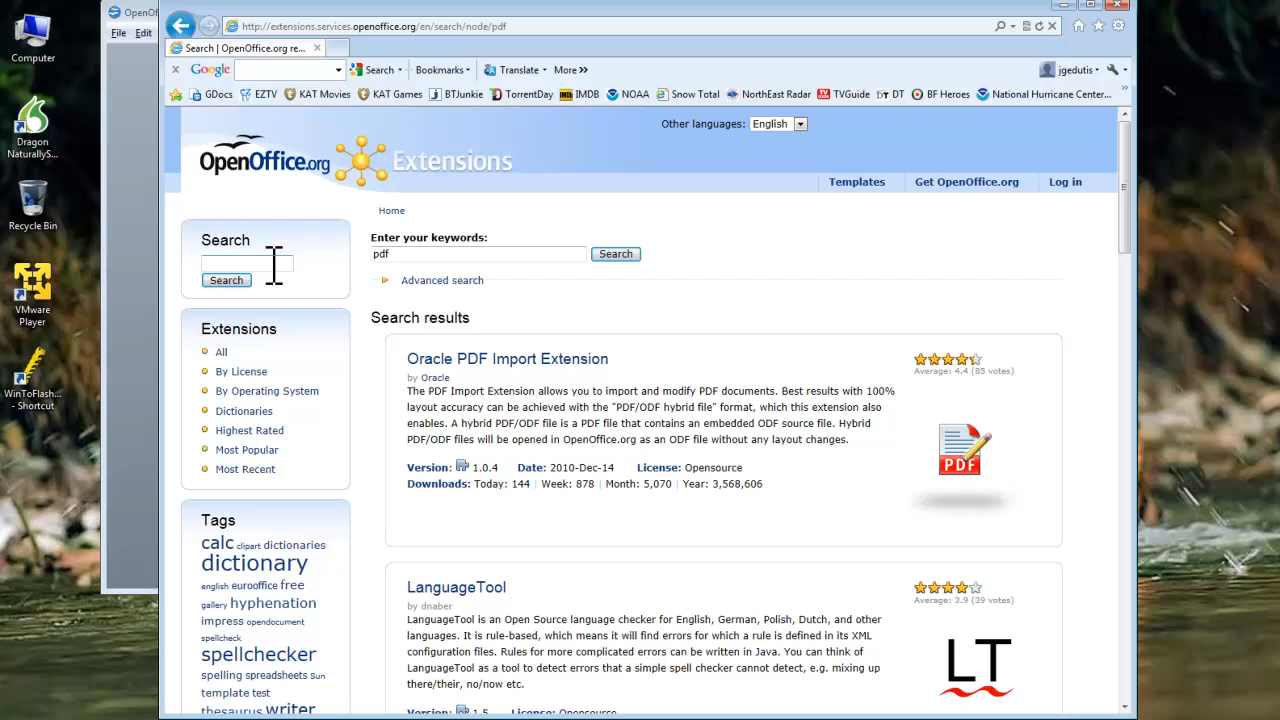 Computer
Dragon
NaturallyS...
Recycle Bin
VMware
Player
WinToFlash...
- Shortcut
OpenOf
File Edit
http://extensions.services.openoffice.org/en/search/node/pdf
Search | OpenOffice.org re...
Google
Search
Bookmarks
Translate
More »
jgedutis
GDocs
EZTV
KAT Movies
KAT Games
BTJunkie
TorrentDay
IMDb IMDB
NOAA
Snow Total
NorthEast Radar
TVGuide
DT DT
BF Heroes
National Hurricane Center...
Other languages: English
OpenOffice.org Extensions
Templates
Get OpenOffice.org
Log in
Home
Search
Search
Enter your keywords:
pdf
Search
Advanced search
Extensions
All
By License
By Operating System
Dictionaries
Highest Rated
Most Popular
Most Recent
Tags
calc clipart dictionaries
dictionary
english eurooffice free
gallery hyphenation
impress opendocument
spellcheck
spellchecker
spelling spreadsheets sun
template test
thesaurus writer
Search results
Oracle PDF Import Extension
by Oracle
The PDF Import Extension allows you to import and modify PDF documents. Best results with 100%
layout accuracy can be achieved with the "PDF/ODF hybrid file" format, which this extension also
enables. A hybrid PDF/ODF file is a PDF file that contains an embedded ODF source file. Hybrid
PDF/ODF files will be opened in OpenOffice.org as an ODF file without any layout changes.
Version: 1.0.4 Date: 2010-Dec-14 License: Opensource
Downloads: Today: 144 | Week: 878 | Month: 5,070 | Year: 3,568,606
Average: 4.4 (85 votes)
PDF
LanguageTool
by dnaber
LanguageTool is an Open Source language checker for English, German, Polish, Dutch, and other
languages. It is rule-based, which means it will find errors for which a rule is defined in its XML
configuration files. Rules for more complicated errors can be written in Java. You can think of
LanguageTool as a tool to detect errors that a simple spell checker cannot detect, e.g. mixing up
there/their, no/now etc.
Version: 1.5 License: Opensource
Average: 3.9 (39 votes)
LT